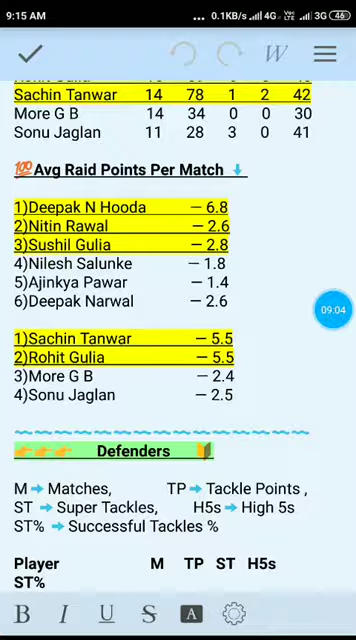 9:15 AM ... 0.1KB/s 4G VoLTE 3G 46
W
Sachin Tanwar 14 78 1 2 42
More G B 14 34 0 0 30
Sonu Jaglan 11 28 3 0 41
💯Avg Raid Points Per Match ⬇
1)Deepak N Hooda – 6.8
2)Nitin Rawal – 2.6
3)Sushil Gulia – 2.8
4)Nilesh Salunke – 1.8
5)Ajinkya Pawar – 1.4
6)Deepak Narwal – 2.6
09:04
1)Sachin Tanwar – 5.5
2)Rohit Gulia – 5.5
3)More G B – 2.4
4)Sonu Jaglan – 2.5
👉👉👉 Defenders 🔰
M➡Matches, TP➡Tackle Points ,
ST ➡Super Tackles, H5s➡High 5s
ST% ➡Successful Tackles %
Player M TP ST H5s
ST%
B I U S A